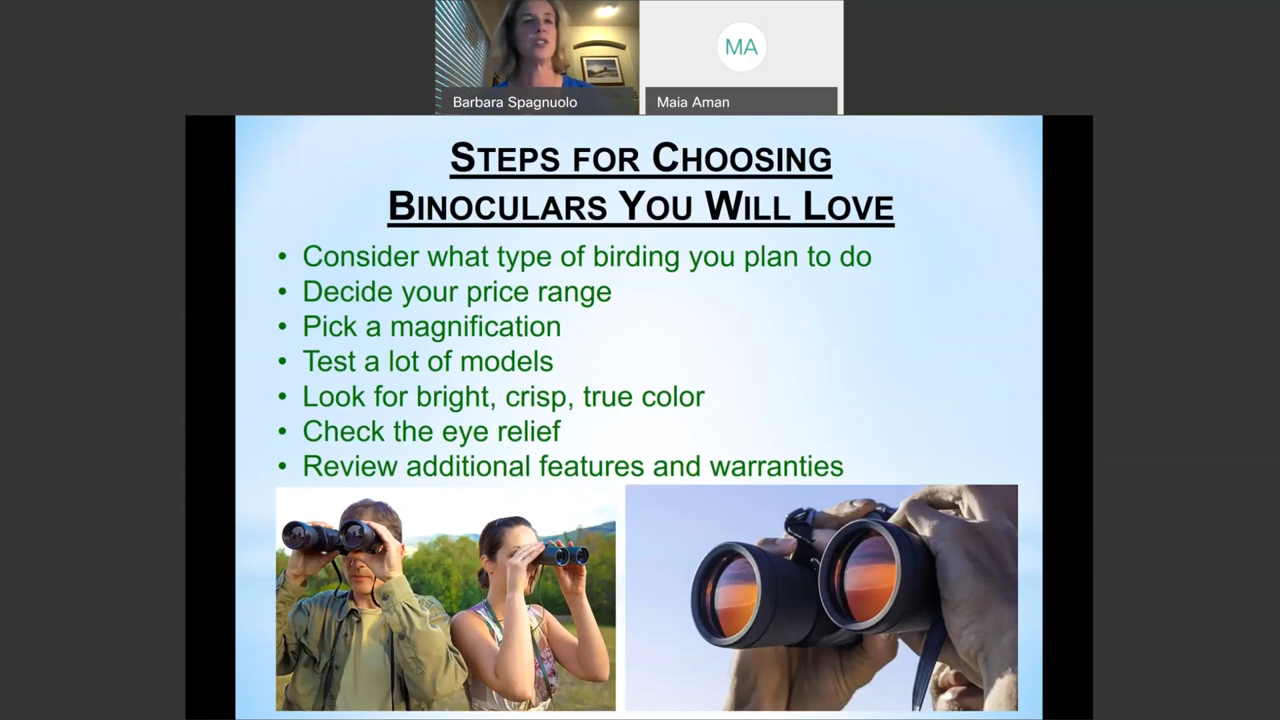 MA
Barbara Spagnuolo
Maia Aman
STEPS FOR CHOOSING
BINOCULARS YOU WILL LOVE
• Consider what type of birding you plan to do
• Decide your price range
• Pick a magnification
• Test a lot of models
• Look for bright, crisp, true color
• Check the eye relief
• Review additional features and warranties